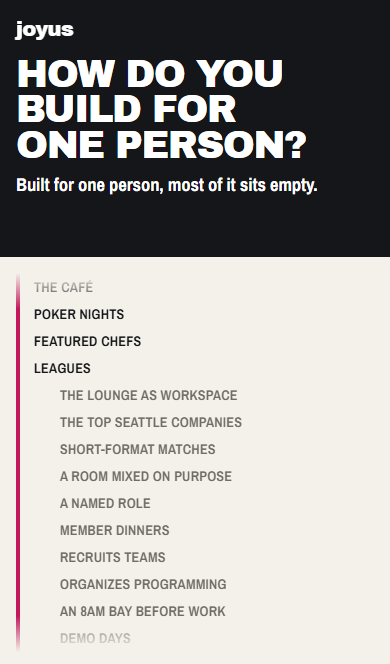 joyus
HOW DO YOU
BUILD FOR
ONE PERSON?
Built for one person, most of it sits empty.
THE CAFÉ
POKER NIGHTS
FEATURED CHEFS
LEAGUES
THE LOUNGE AS WORKSPACE
THE TOP SEATTLE COMPANIES
SHORT-FORMAT MATCHES
A ROOM MIXED ON PURPOSE
A NAMED ROLE
MEMBER DINNERS
RECRUITS TEAMS
ORGANIZES PROGRAMMING
AN 8AM BAY BEFORE WORK
DEMO DAYS